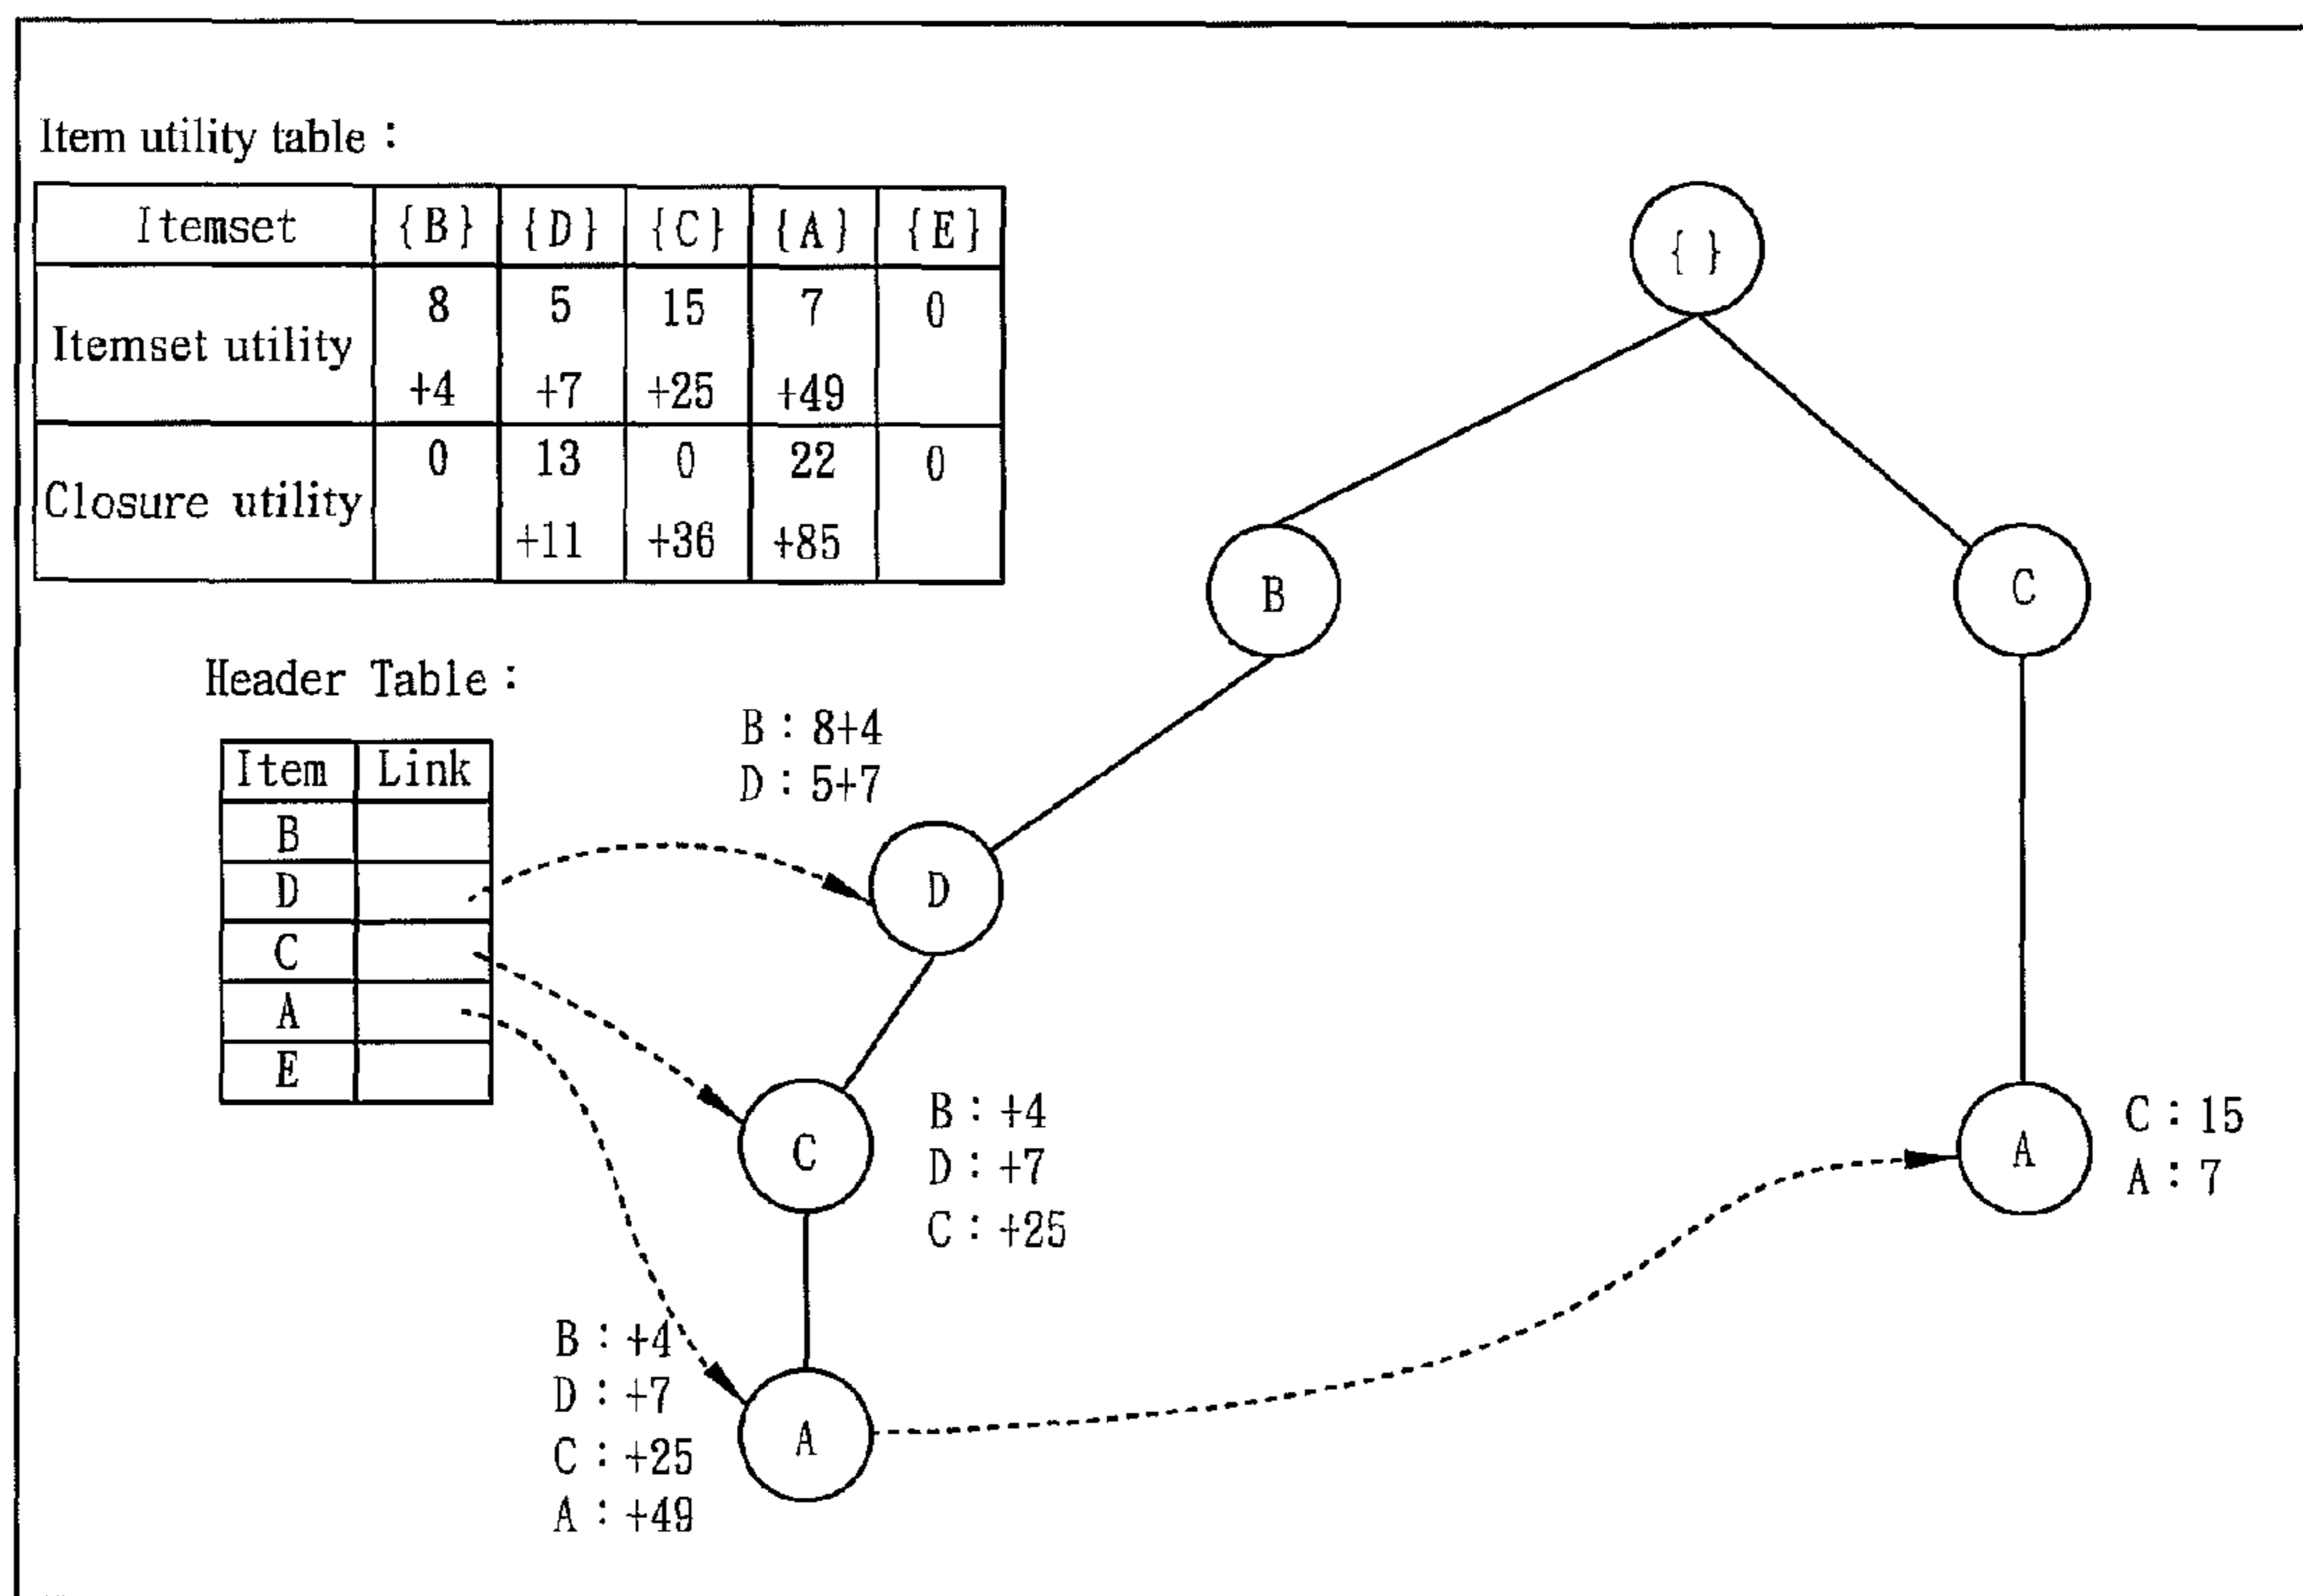 Item utility table :
Itemset {B} {D} {C} {A} {E}
Itemset utility 8 5 15 7 0
+4 +7 +25 +49
Closure utility 0 13 0 22 0
+11 +36 +85
{ }
B
C
Header Table :
Item Link
B
D
C
A
E
B : 8+4
D : 5+7
D
C
B : +4
D : +7
C : +25
A
C : 15
A : 7
B : +4
D : +7
C : +25
A : +49
A